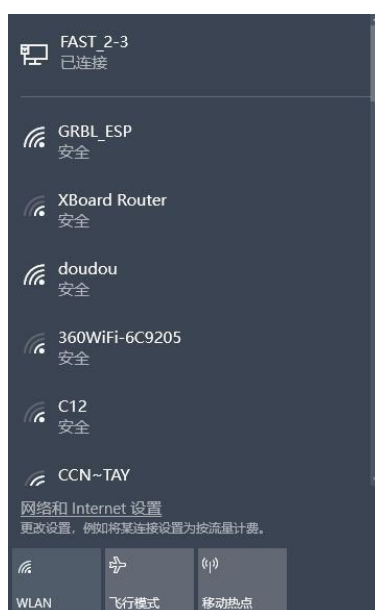 FAST_2-3
已连接
GRBL_ESP
安全
XBoard Router
安全
doudou
安全
360WiFi-6C9205
安全
C12
安全
CCN~TAY
网络和 Internet 设置
更改设置，例如将某连接设置为按流量计费。
WLAN
飞行模式
移动热点